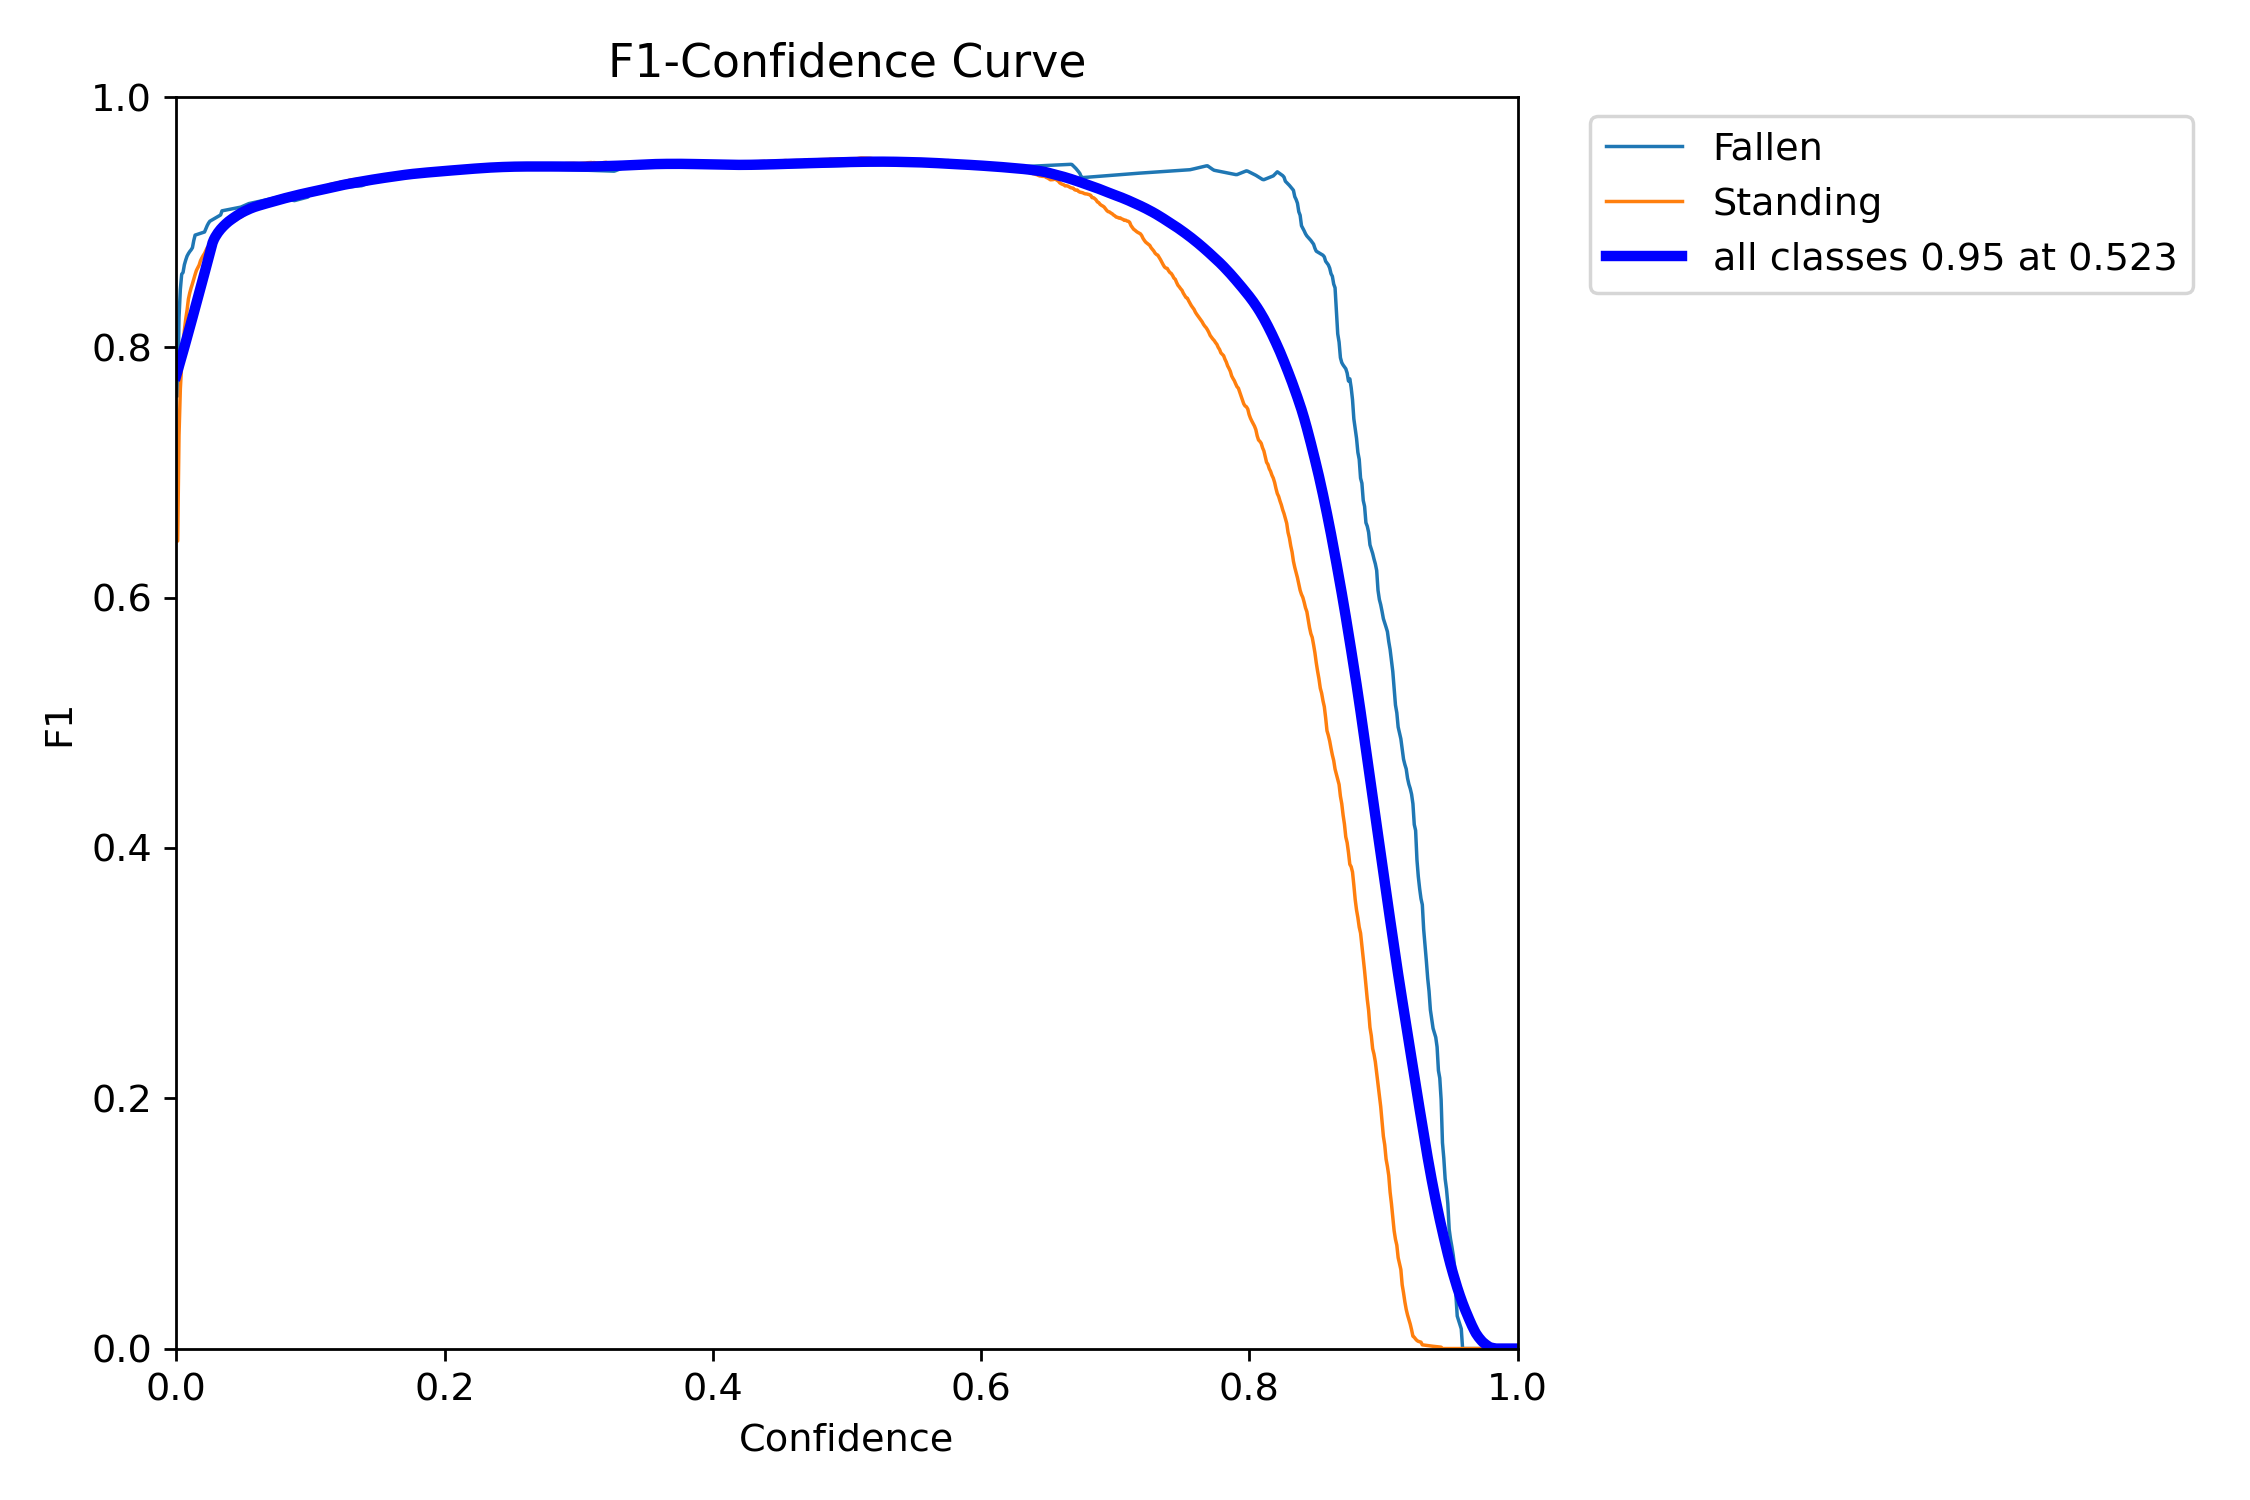 F1-Confidence Curve
1.0
0.8
0.6
0.4
0.2
0.0
F1
0.0 0.2 0.4 0.6 0.8 1.0
Confidence
Fallen
Standing
all classes 0.95 at 0.523